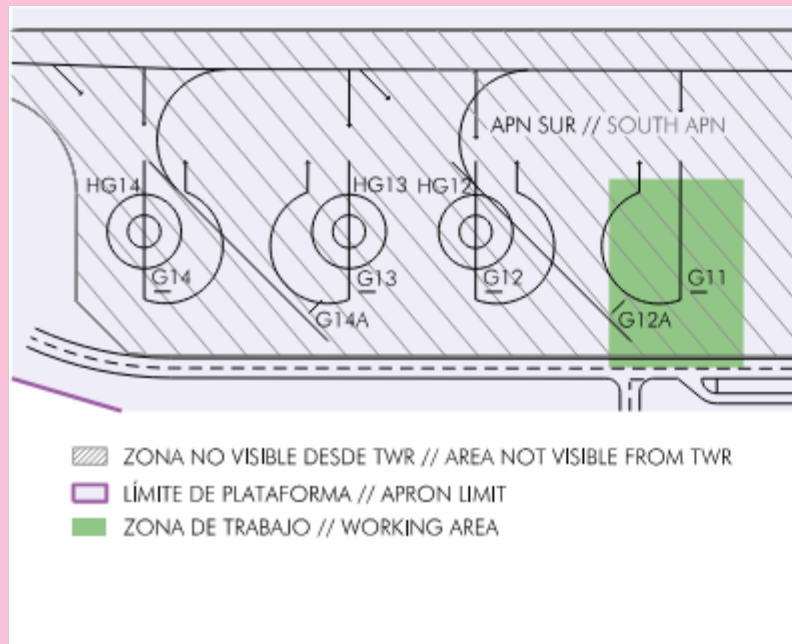 APN SUR // SOUTH APN
HG14
HG13
HG12
G14
G13
G12
G11
G14A
G12A
ZONA NO VISIBLE DESDE TWR // AREA NOT VISIBLE FROM TWR
LÍMITE DE PLATAFORMA // APRON LIMIT
ZONA DE TRABAJO // WORKING AREA